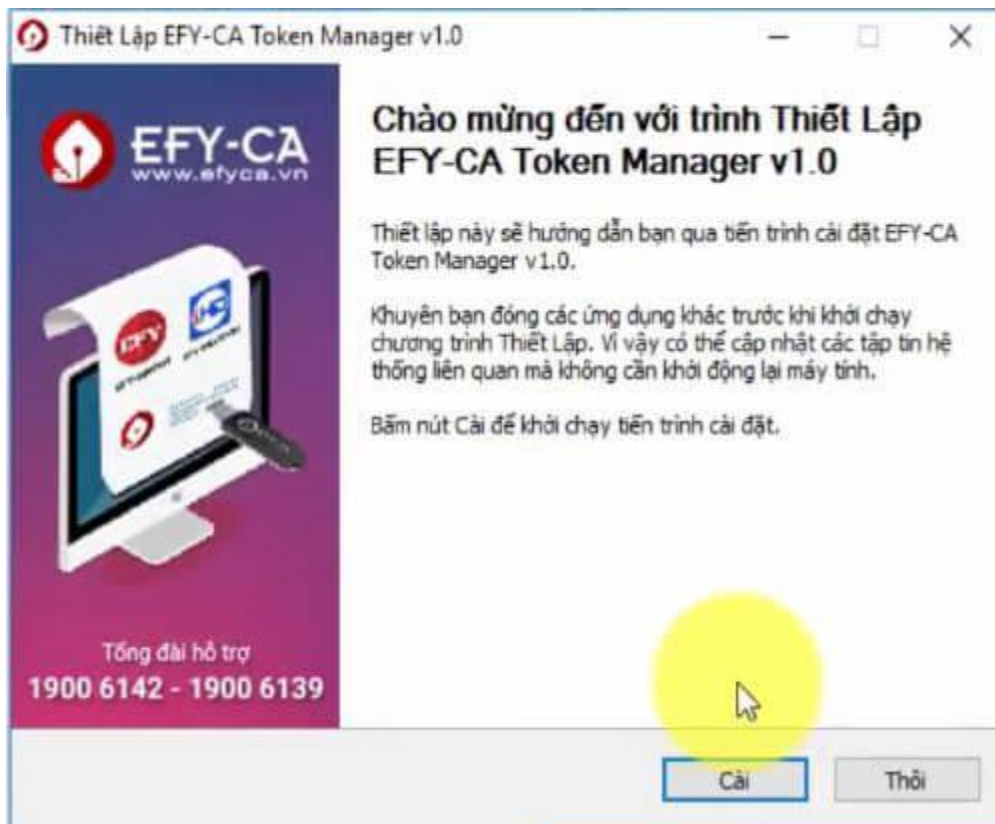 Thiết Lập EFY-CA Token Manager v1.0
EFY-CA
www.efyca.vn
EFY
Tổng đài hỗ trợ
1900 6142 - 1900 6139
Chào mừng đến với trình Thiết Lập
EFY-CA Token Manager v1.0
Thiết lập này sẽ hướng dẫn bạn qua tiến trình cài đặt EFY-CA
Token Manager v1.0.
Khuyên bạn đóng các ứng dụng khác trước khi khởi chạy
chương trình Thiết Lập. Vì vậy có thể cập nhật các tập tin hệ
thống liên quan mà không cần khởi động lại máy tính.
Bấm nút Cài để khởi chạy tiến trình cài đặt.
Cài
Thôi